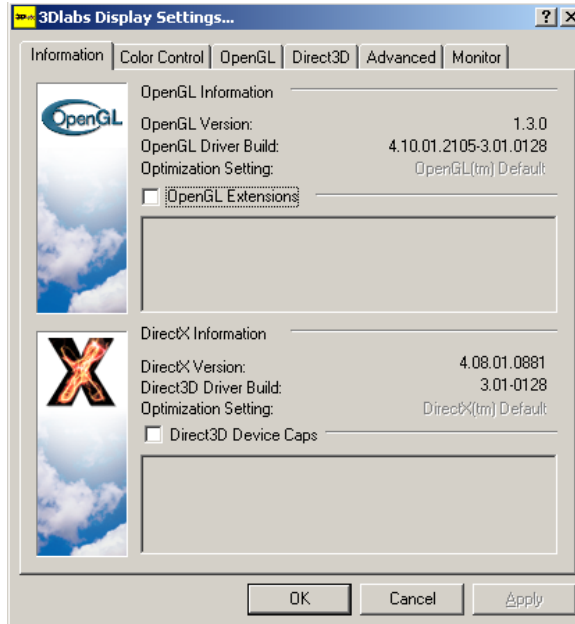 3Dlabs Display Settings...
Information Color Control OpenGL Direct3D Advanced Monitor
OpenGL
OpenGL Information
OpenGL Version: 1.3.0
OpenGL Driver Build: 4.10.01.2105-3.01.0128
Optimization Setting: OpenGL(tm) Default
OpenGL Extensions
X
DirectX Information
DirectX Version: 4.08.01.0881
Direct3D Driver Build: 3.01-0128
Optimization Setting: DirectX(tm) Default
Direct3D Device Caps
OK Cancel Apply